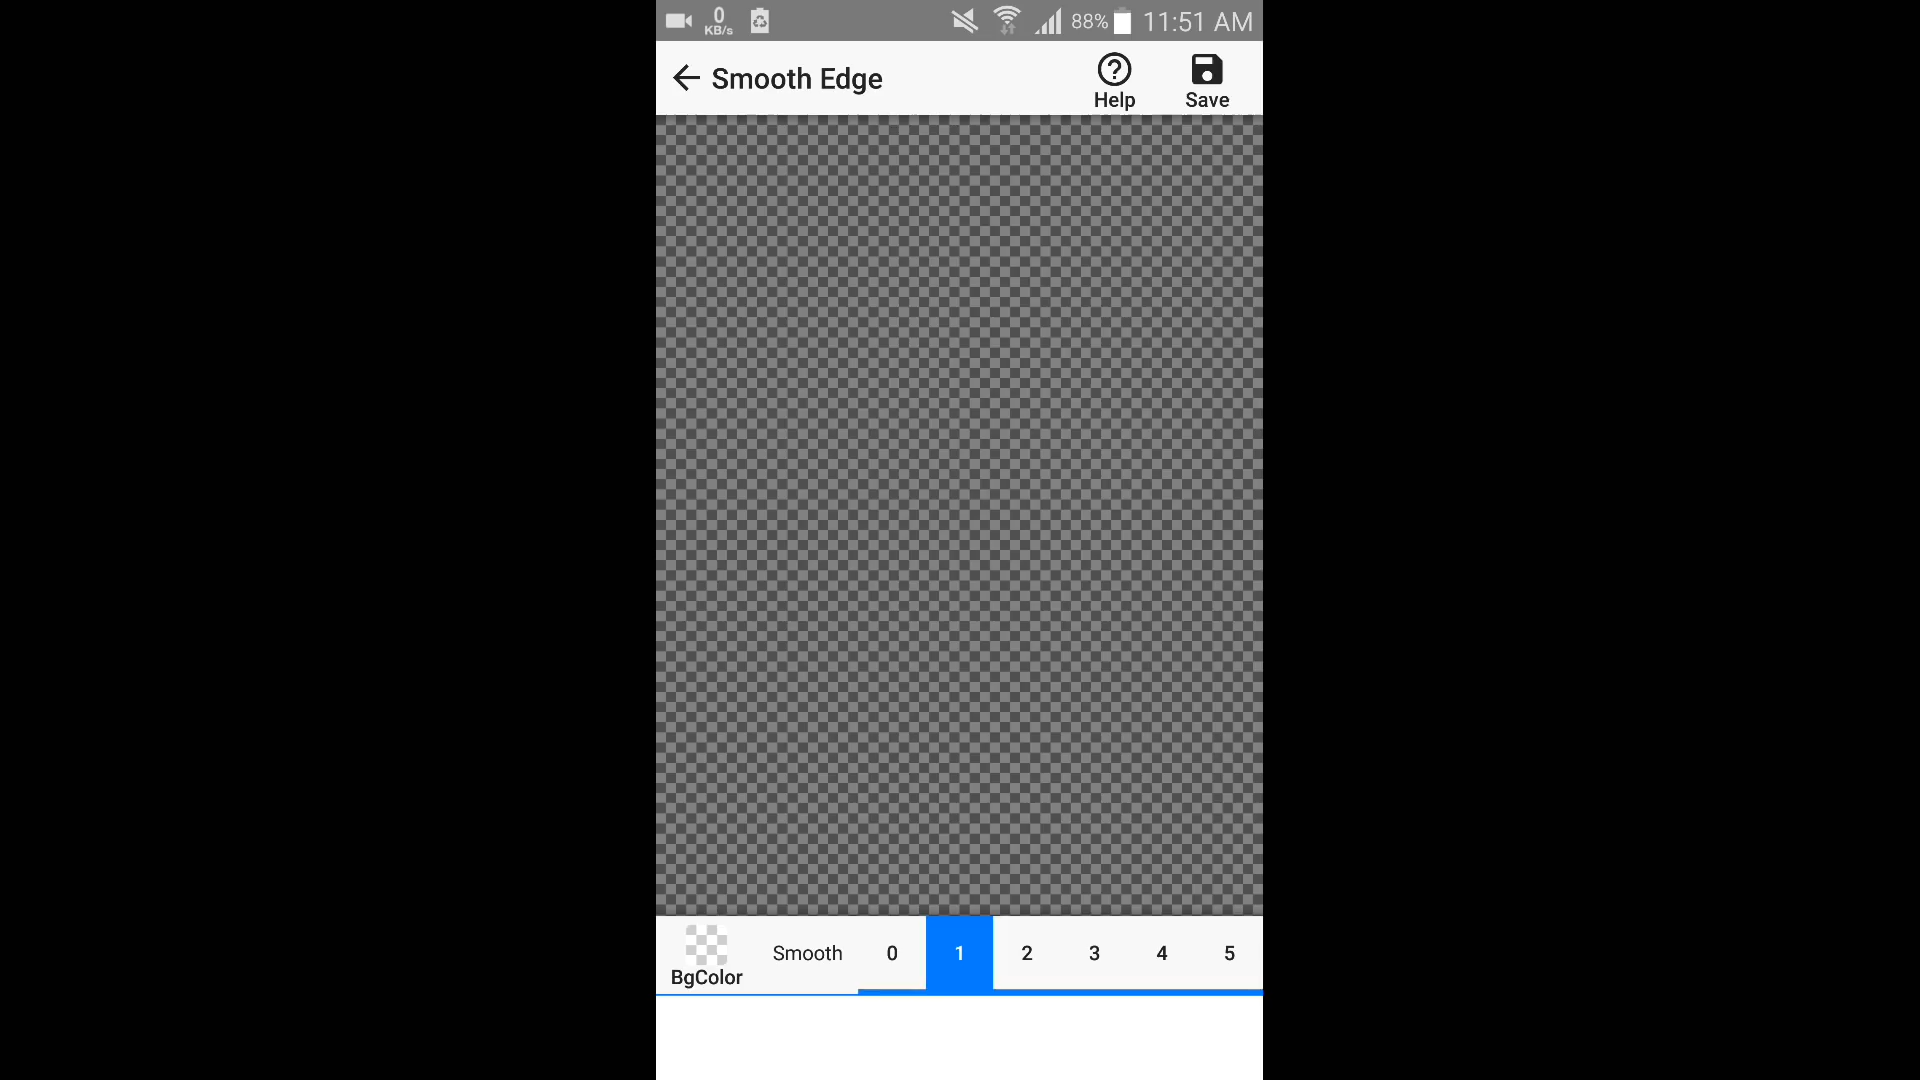 0
KB/s
88%
11:51 AM
Smooth Edge
Help
Save
BgColor
Smooth
0
1
2
3
4
5